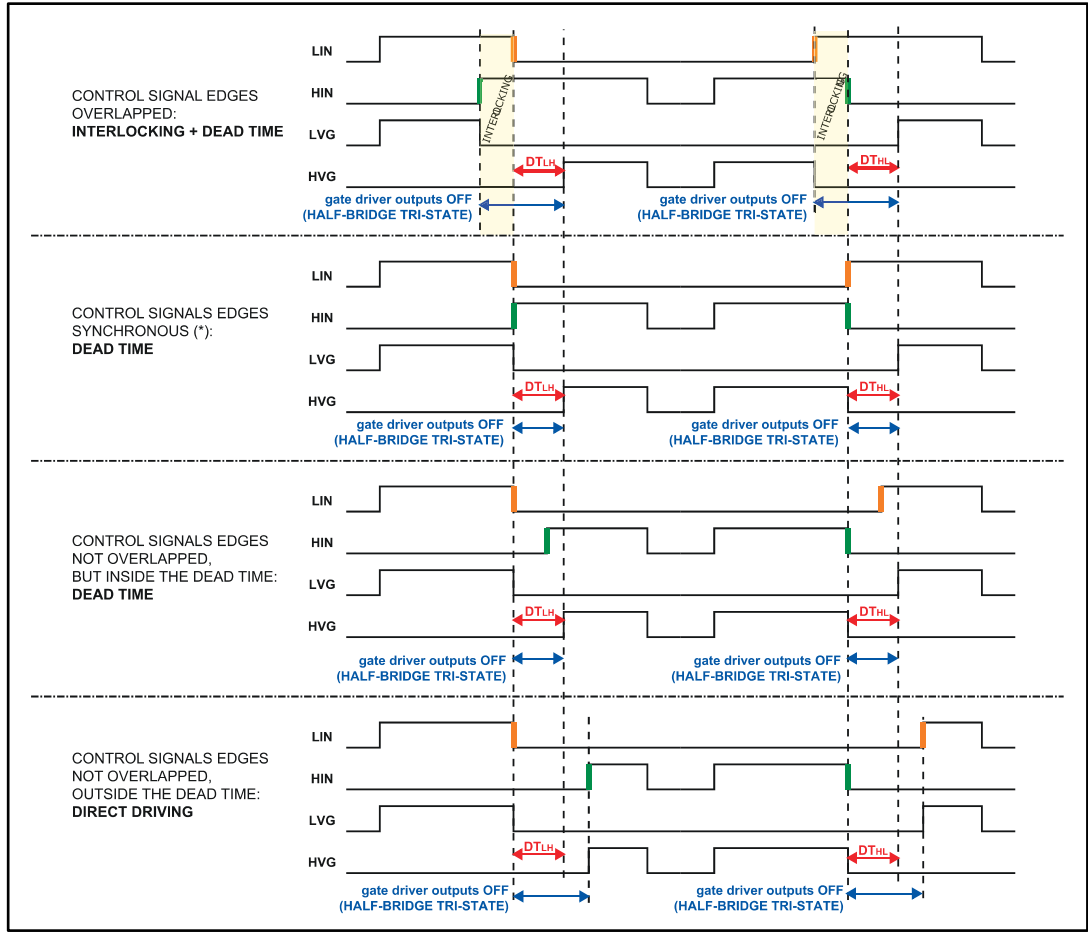 LIN
HIN
LVG
HVG
CONTROL SIGNAL EDGES
OVERLAPPED:
INTERLOCKING + DEAD TIME
INTERLOCKING
INTERLOCKING
DTLH
DTHL
gate driver outputs OFF
(HALF-BRIDGE TRI-STATE)
gate driver outputs OFF
(HALF-BRIDGE TRI-STATE)
LIN
HIN
LVG
HVG
CONTROL SIGNALS EDGES
SYNCHRONOUS (*):
DEAD TIME
DTLH
DTHL
gate driver outputs OFF
(HALF-BRIDGE TRI-STATE)
gate driver outputs OFF
(HALF-BRIDGE TRI-STATE)
LIN
HIN
LVG
HVG
CONTROL SIGNALS EDGES
NOT OVERLAPPED,
BUT INSIDE THE DEAD TIME:
DEAD TIME
DTLH
DTHL
gate driver outputs OFF
(HALF-BRIDGE TRI-STATE)
gate driver outputs OFF
(HALF-BRIDGE TRI-STATE)
LIN
HIN
LVG
HVG
CONTROL SIGNALS EDGES
NOT OVERLAPPED,
OUTSIDE THE DEAD TIME:
DIRECT DRIVING
DTLH
DTHL
gate driver outputs OFF
(HALF-BRIDGE TRI-STATE)
gate driver outputs OFF
(HALF-BRIDGE TRI-STATE)